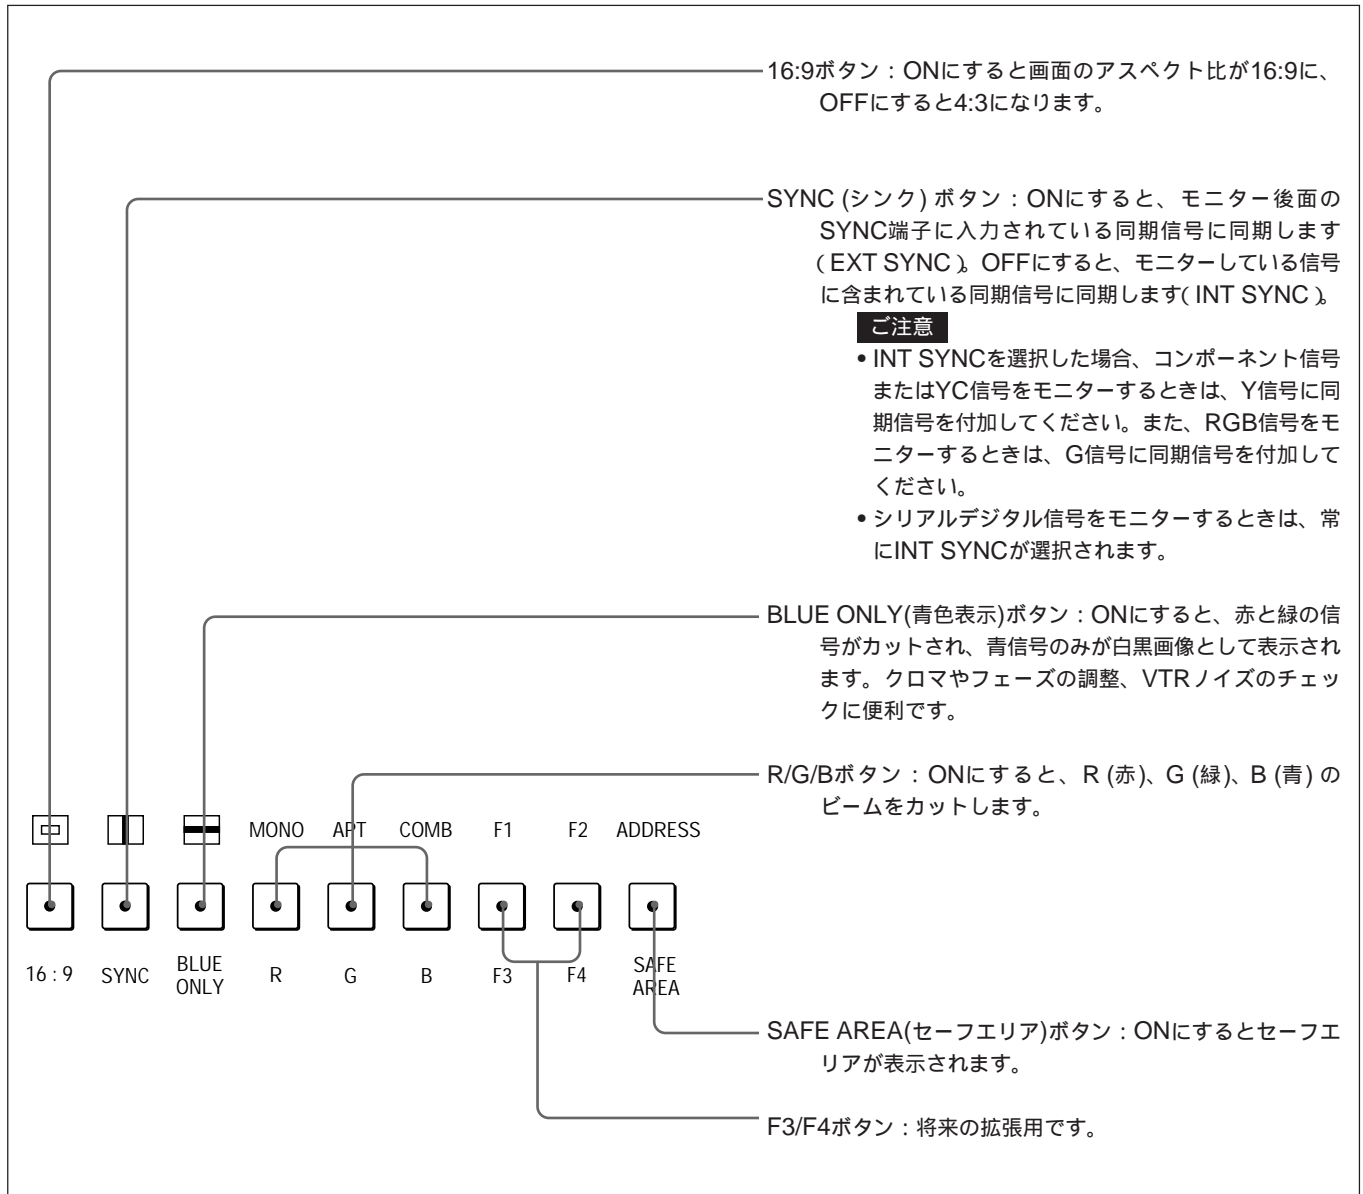 16:9ボタン：ONにすると画面のアスペクト比が16:9に、
OFFにすると4:3になります。
SYNC (シンク) ボタン：ONにすると、モニター後面の
SYNC端子に入力されている同期信号に同期します
（EXT SYNC）。OFFにすると、モニターしている信号
に含まれている同期信号に同期します（INT SYNC）。
ご注意
•INT SYNCを選択した場合、コンポーネント信号
またはYC信号をモニターするときは、Y信号に同
期信号を付加してください。また、RGB信号をモ
ニターするときは、G信号に同期信号を付加して
ください。
•シリアルデジタル信号をモニターするときは、常
にINT SYNCが選択されます。
BLUE ONLY(青色表示)ボタン：ONにすると、赤と緑の信
号がカットされ、青信号のみが白黒画像として表示され
ます。クロマやフェーズの調整、VTRノイズのチェッ
クに便利です。
R/G/Bボタン：ONにすると、R (赤)、G (緑)、B (青) の
ビームをカットします。
MONO APT COMB F1 F2 ADDRESS
16 : 9 SYNC BLUE ONLY R G B F3 F4 SAFE AREA
SAFE AREA(セーフエリア)ボタン：ONにするとセーフエ
リアが表示されます。
F3/F4ボタン：将来の拡張用です。